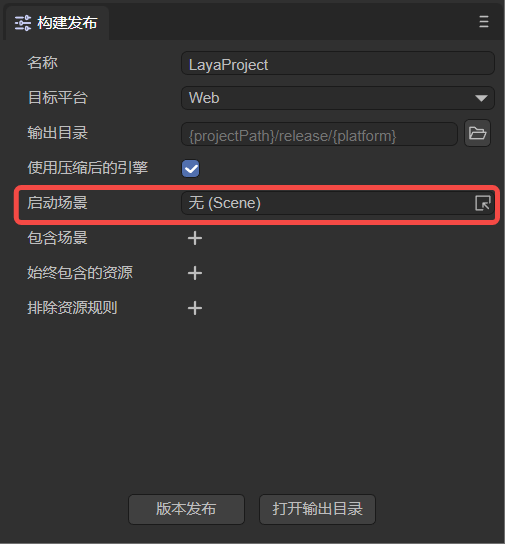 构建发布
名称 LayaProject
目标平台 Web
输出目录 {projectPath}/release/{platform}
使用压缩后的引擎
启动场景 无 (Scene)
包含场景
始终包含的资源
排除资源规则
版本发布 打开输出目录